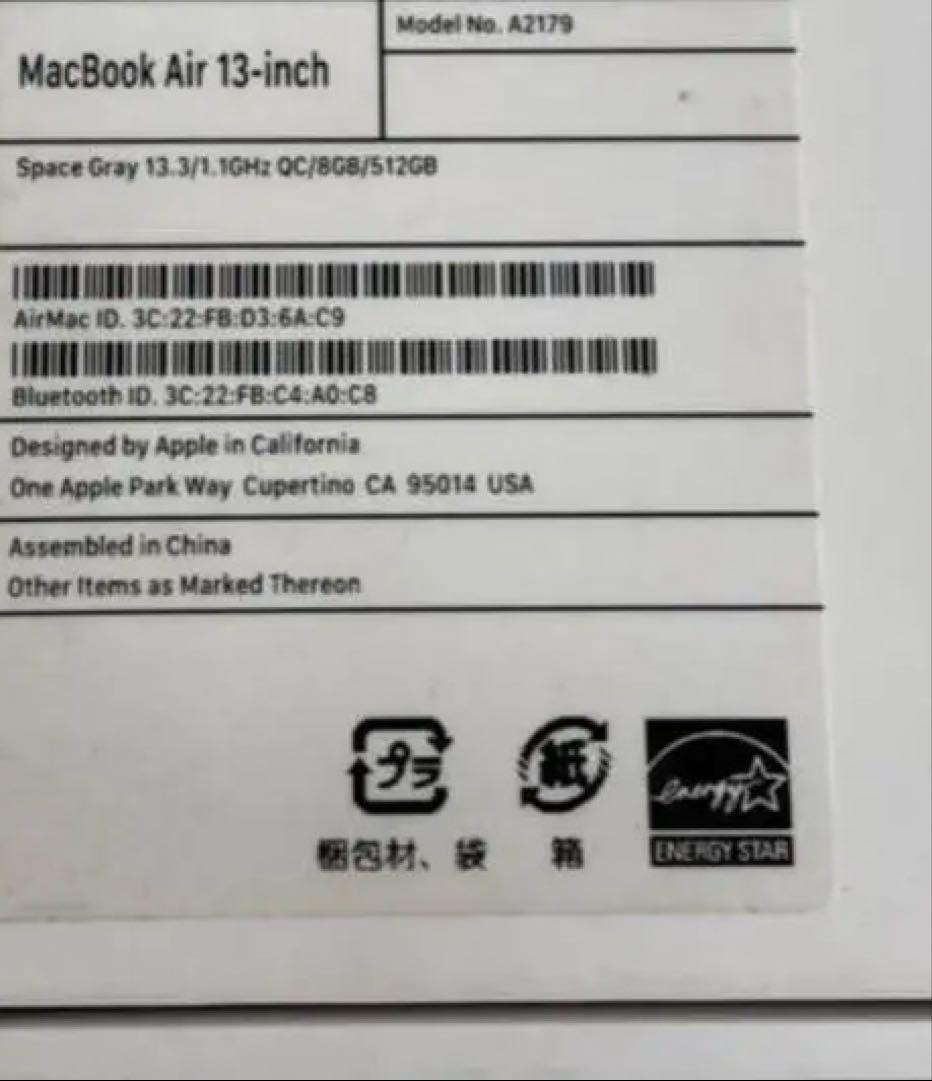 Model No. A2179
MacBook Air 13-inch
Space Gray 13.3/1.1GHz QC/8GB/512GB
AirMac ID. 3C:22:FB:D3:6A:C9
Bluetooth ID. 3C:22:FB:C4:A0:C8
Designed by Apple in California
One Apple Park Way Cupertino CA 95014 USA
Assembled in China
Other Items as Marked Thereon
プラ
紙
energy
梱包材、袋
箱
ENERGY STAR